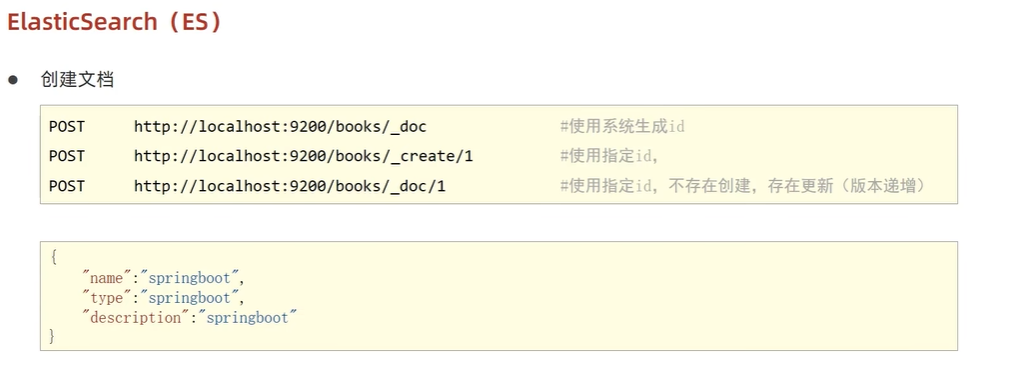 ElasticSearch（ES）
● 创建文档
POST http://localhost:9200/books/_doc #使用系统生成id
POST http://localhost:9200/books/_create/1 #使用指定id，
POST http://localhost:9200/books/_doc/1 #使用指定id，不存在创建，存在更新（版本递增）
{
"name":"springboot",
"type":"springboot",
"description":"springboot"
}